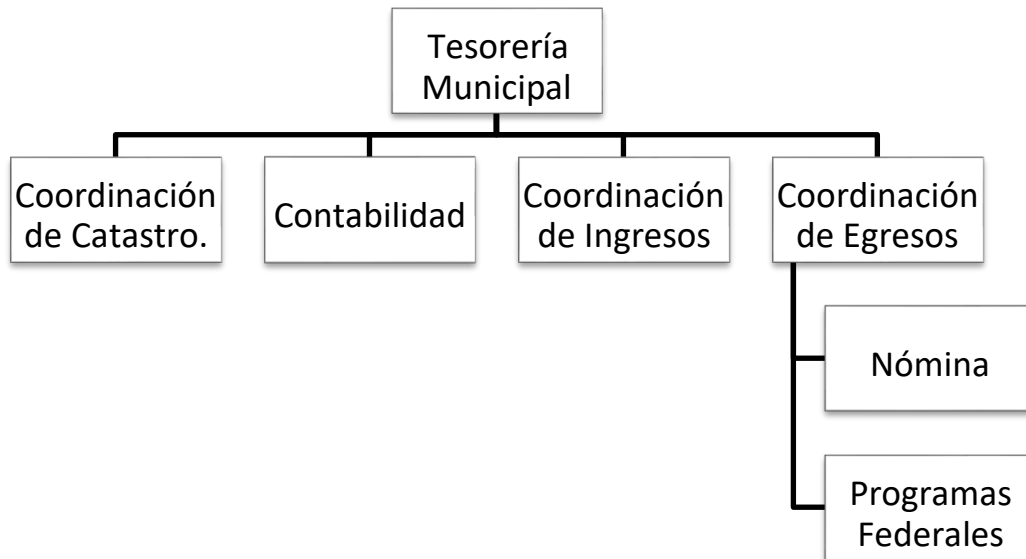 Tesorería
Municipal
Coordinación
de Catastro.
Contabilidad
Coordinación
de Ingresos
Coordinación
de Egresos
Nómina
Programas
Federales